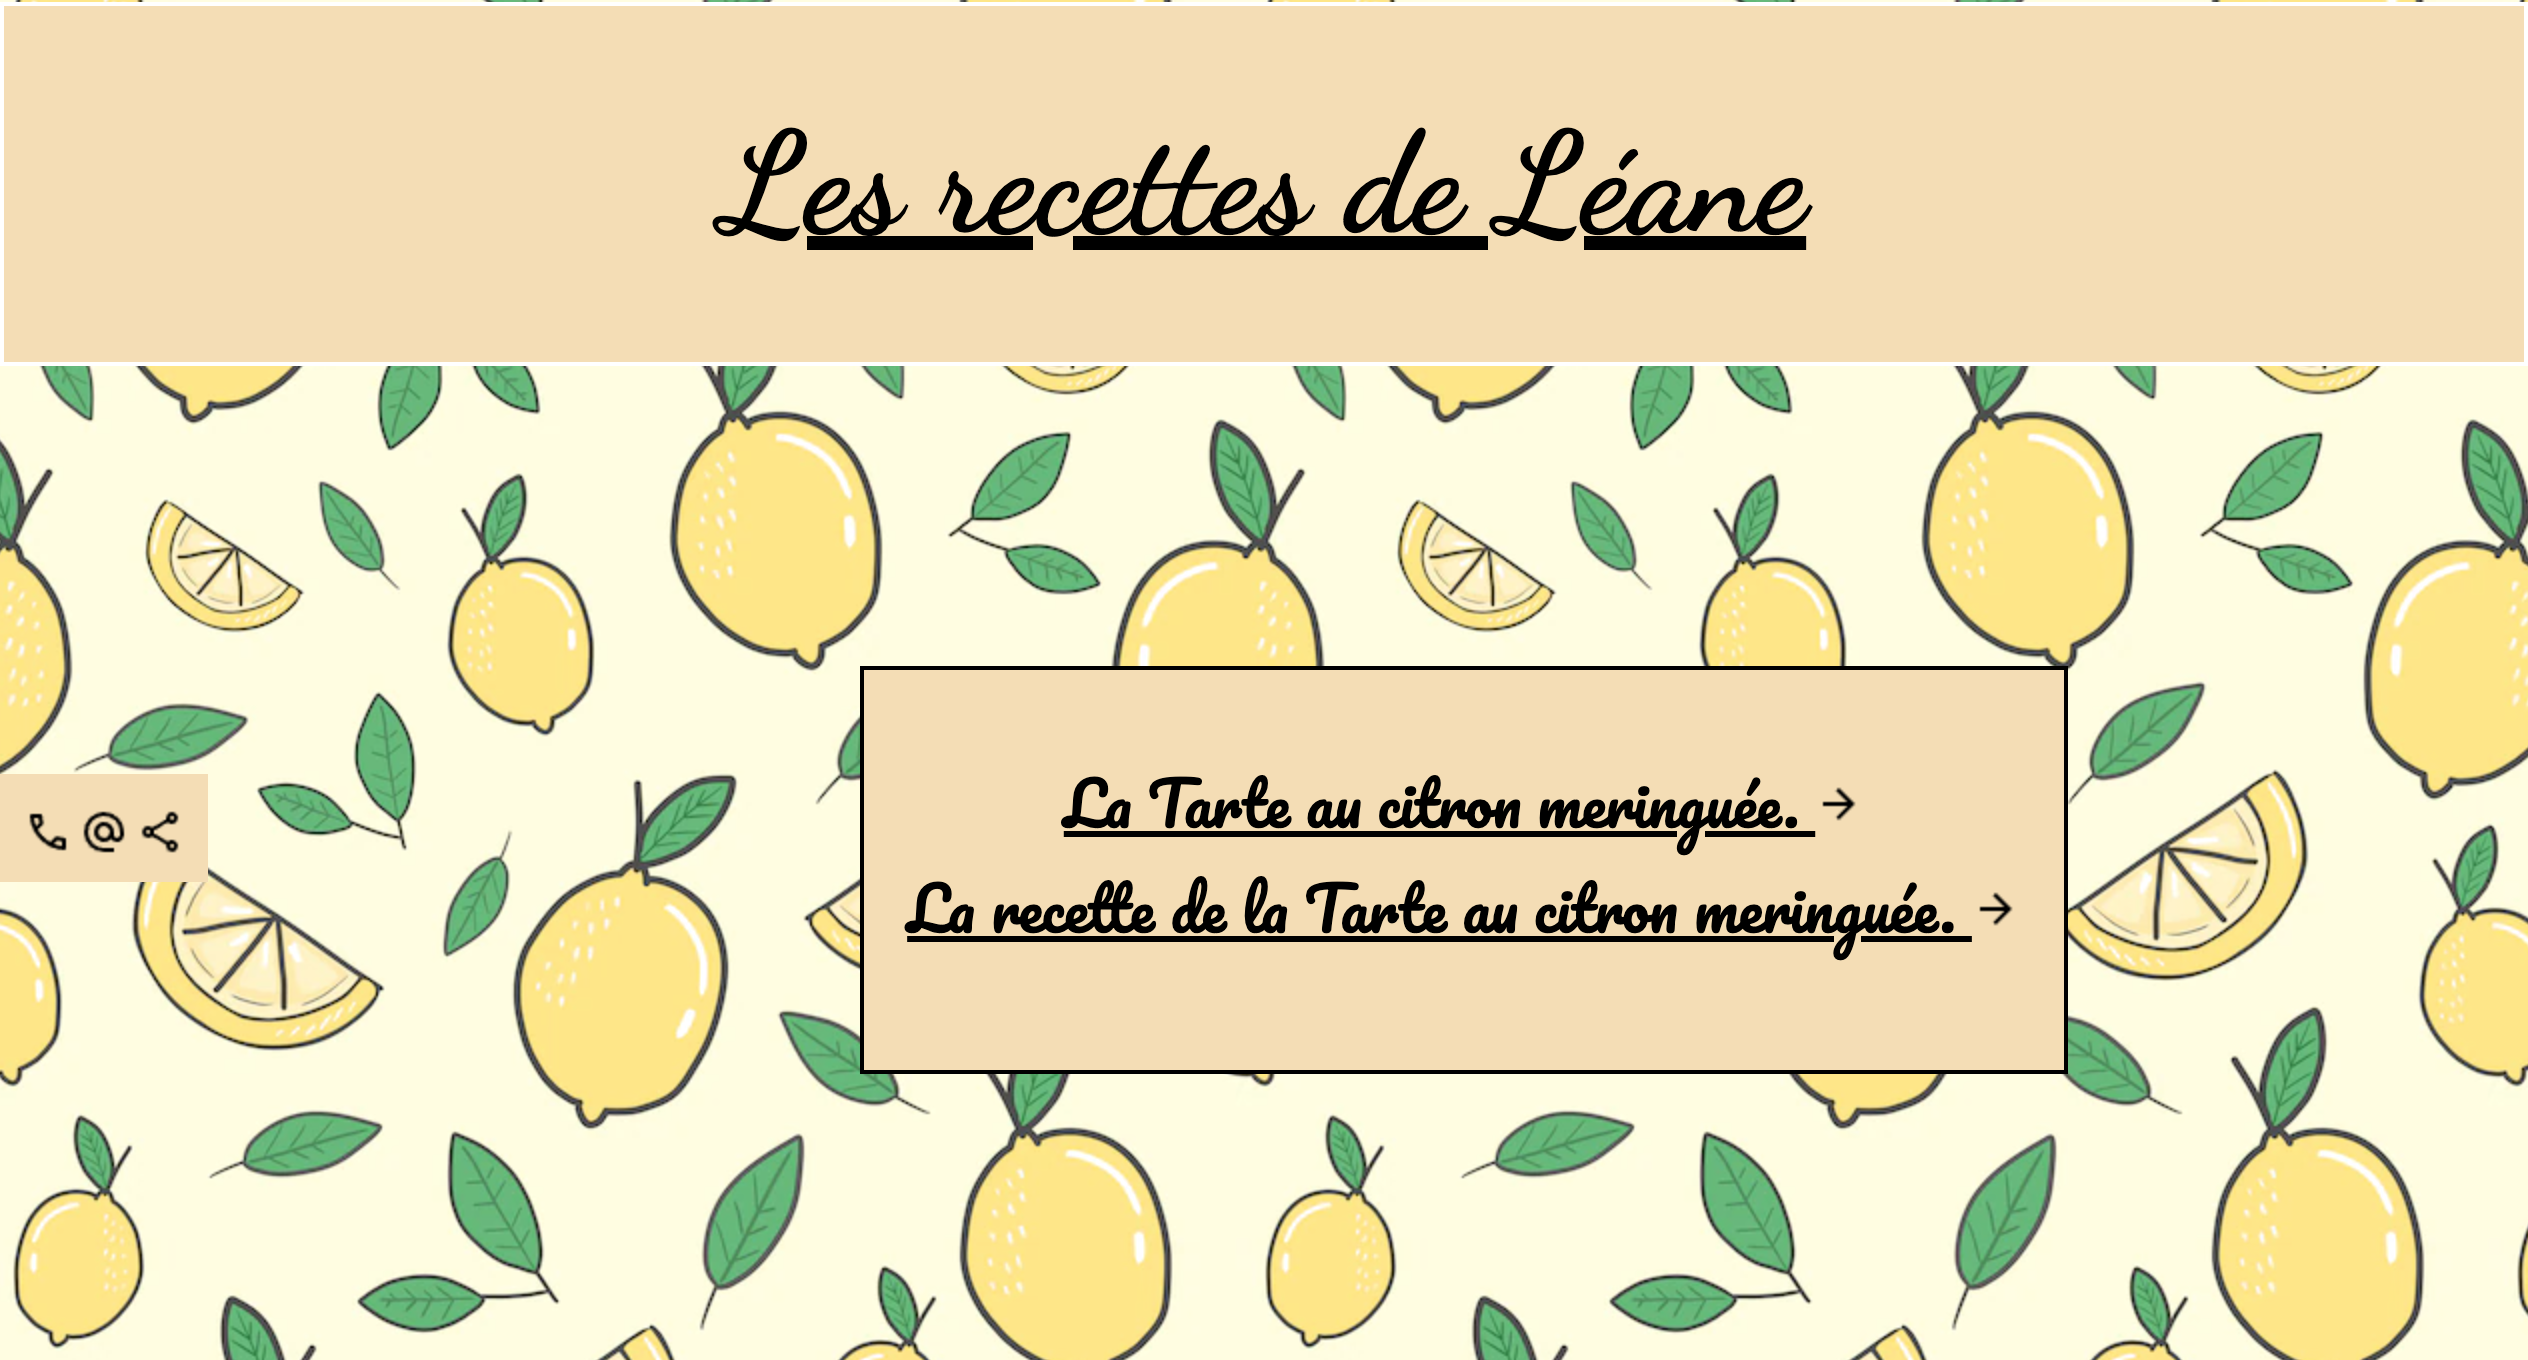 Les recettes de Léane
La Tarte au citron meringuée. →
La recette de la Tarte au citron meringuée. →